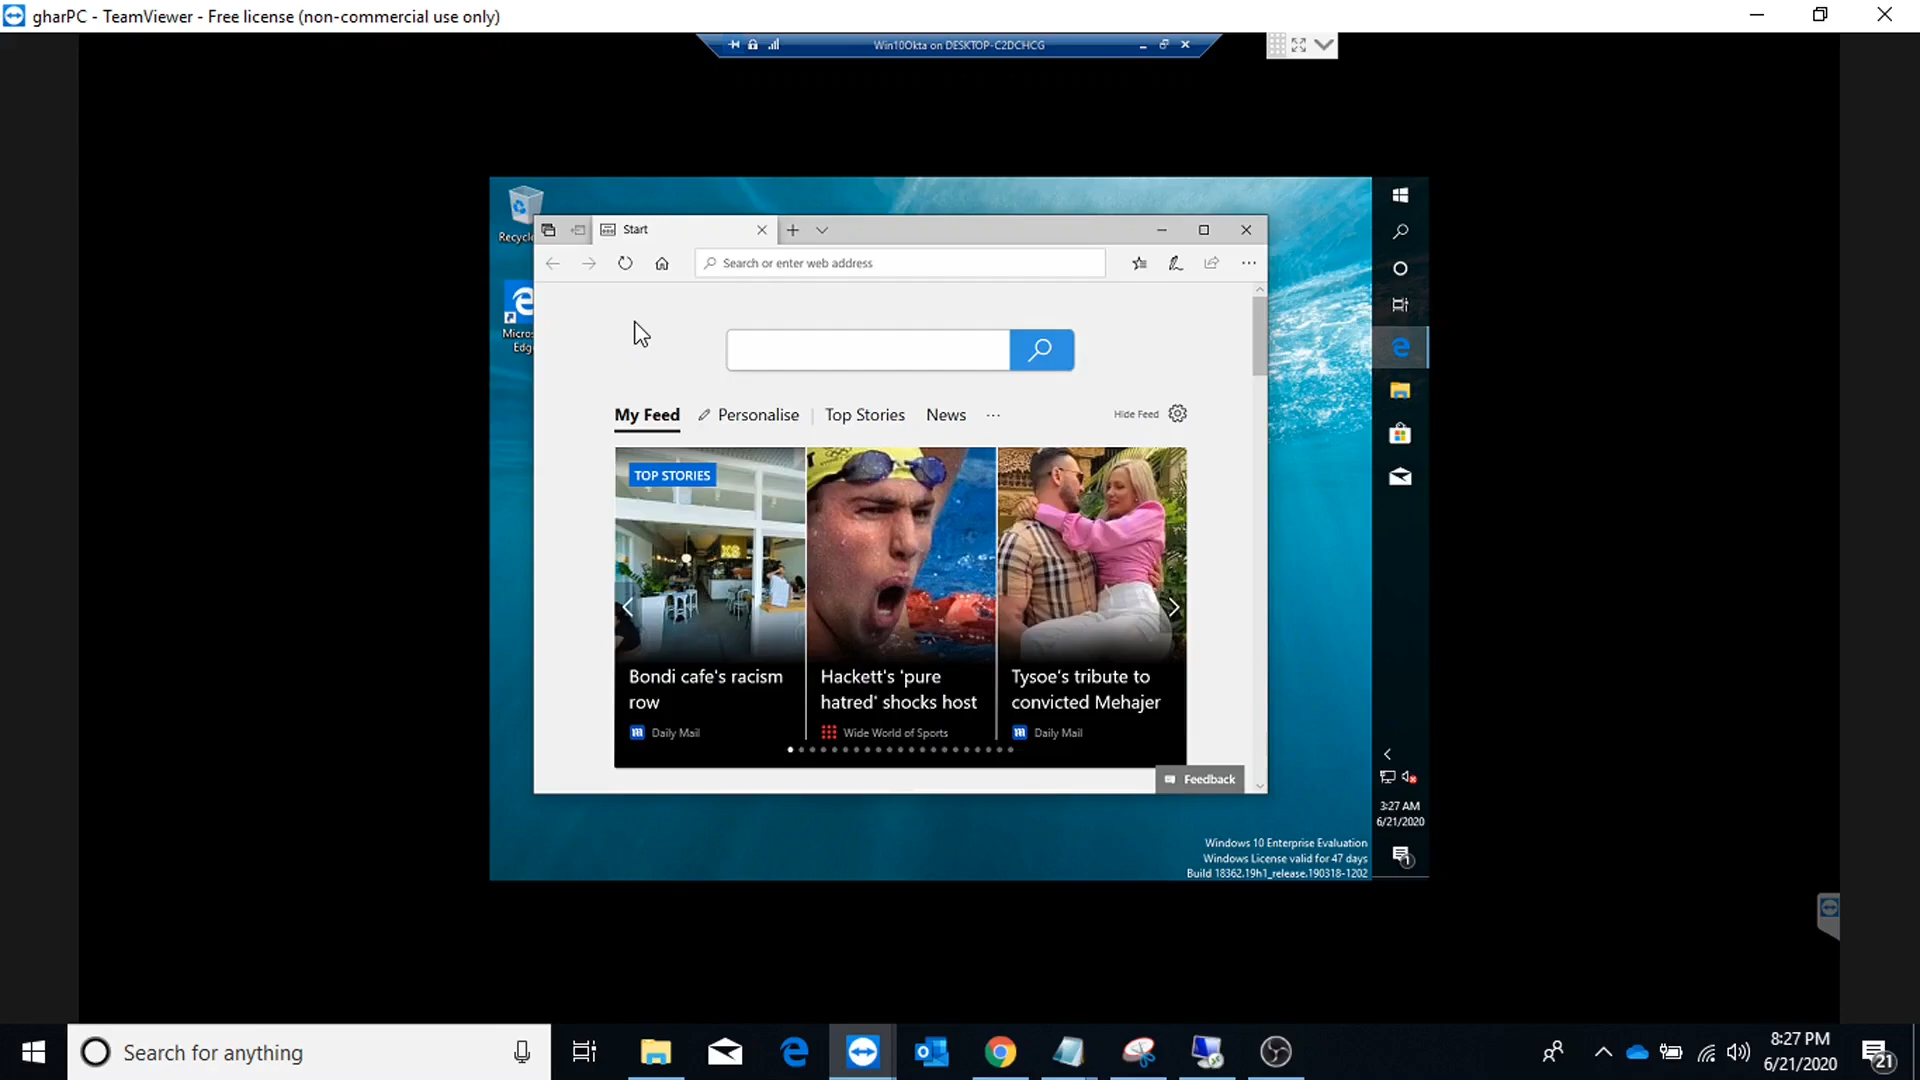 gharPC - TeamViewer - Free license (non-commercial use only)
Win10Okta on DESKTOP-C2DCHCG
Recycle
Start
Search or enter web address
Micros
Edg
My Feed
Personalise
Top Stories
News
Hide Feed
TOP STORIES
Bondi cafe's racism
row
Daily Mail
Hackett's 'pure
hatred' shocks host
Wide World of Sports
Tysoe's tribute to
convicted Mehajer
Daily Mail
Feedback
3:27 AM
6/21/2020
Windows 10 Enterprise Evaluation
Windows License valid for 47 days
Build 18362.19h1_release.190318-1202
1
Search for anything
8:27 PM
6/21/2020
21